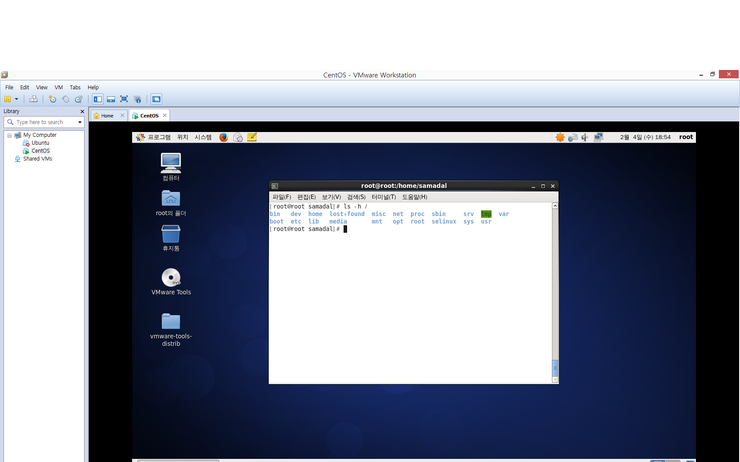 CentOS - VMware Workstation
File Edit View VM Tabs Help
Library
Home CentOS
Type here to search
My Computer
Ubuntu
CentOS
Shared VMs
프로그램 위치 시스템 2월 4일 (수) 18:54 root
컴퓨터
root의 폴더
휴지통
VMware Tools
vmware-tools-
distrib
root@root:/home/samadal
파일(F) 편집(E) 보기(V) 검색(S) 터미널(T) 도움말(H)
[root@root samadal]# ls -h /
bin dev home lost+found misc net proc sbin srv tmp var
boot etc lib media mnt opt root selinux sys usr
[root@root samadal]#